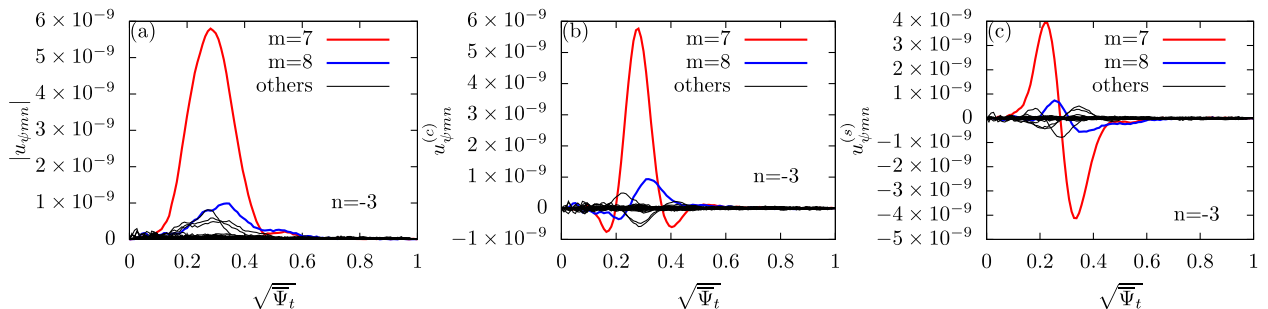 (a)
|u_ψmn|
6 × 10⁻⁹
5 × 10⁻⁹
4 × 10⁻⁹
3 × 10⁻⁹
2 × 10⁻⁹
1 × 10⁻⁹
0
m=7
m=8
others
n=-3
0 0.2 0.4 0.6 0.8 1
√Ψ̅_t
(b)
u_ψmn^(c)
6 × 10⁻⁹
5 × 10⁻⁹
4 × 10⁻⁹
3 × 10⁻⁹
2 × 10⁻⁹
1 × 10⁻⁹
0
−1 × 10⁻⁹
m=7
m=8
others
n=-3
0 0.2 0.4 0.6 0.8 1
√Ψ̅_t
(c)
u_ψmn^(s)
4 × 10⁻⁹
3 × 10⁻⁹
2 × 10⁻⁹
1 × 10⁻⁹
0
−1 × 10⁻⁹
−2 × 10⁻⁹
−3 × 10⁻⁹
−4 × 10⁻⁹
−5 × 10⁻⁹
m=7
m=8
others
n=-3
0 0.2 0.4 0.6 0.8 1
√Ψ̅_t